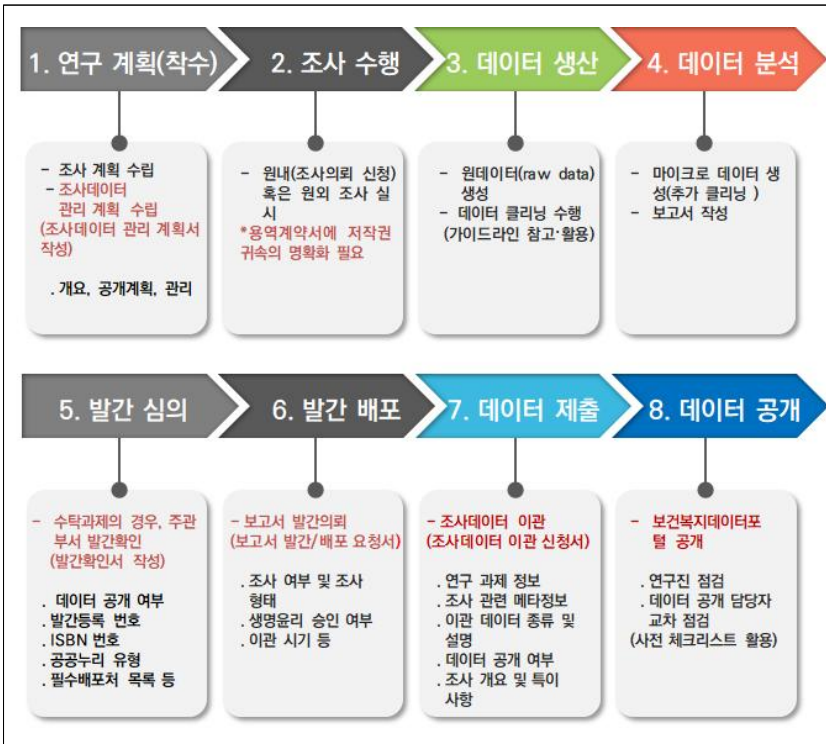 1. 연구 계획(착수)
2. 조사 수행
3. 데이터 생산
4. 데이터 분석
- 조사 계획 수립
- 조사데이터
관리 계획 수립
(조사데이터 관리 계획서
작성)
. 개요, 공개계획, 관리
- 원내(조사의뢰 신청)
혹은 원외 조사 실
시
*용역계약서에 저작권
귀속의 명확화 필요
- 원데이터(raw data)
생성
- 데이터 클리닝 수행
(가이드라인 참고·활용)
- 마이크로 데이터 생
성(추가 클리닝 )
- 보고서 작성
5. 발간 심의
6. 발간 배포
7. 데이터 제출
8. 데이터 공개
- 수탁과제의 경우, 주관
부서 발간확인
(발간확인서 작성)
. 데이터 공개 여부
. 발간등록 번호
. ISBN 번호
. 공공누리 유형
. 필수배포처 목록 등
- 보고서 발간의뢰
(보고서 발간/배포 요청서)
. 조사 여부 및 조사
형태
. 생명윤리 승인 여부
. 이관 시기 등
- 조사데이터 이관
(조사데이터 이관 신청서)
. 연구 과제 정보
. 조사 관련 메타정보
. 이관 데이터 종류 및
설명
. 데이터 공개 여부
. 조사 개요 및 특이
사항
- 보건복지데이터포
털 공개
. 연구진 점검
. 데이터 공개 담당자
교차 점검
(사전 체크리스트 활용)